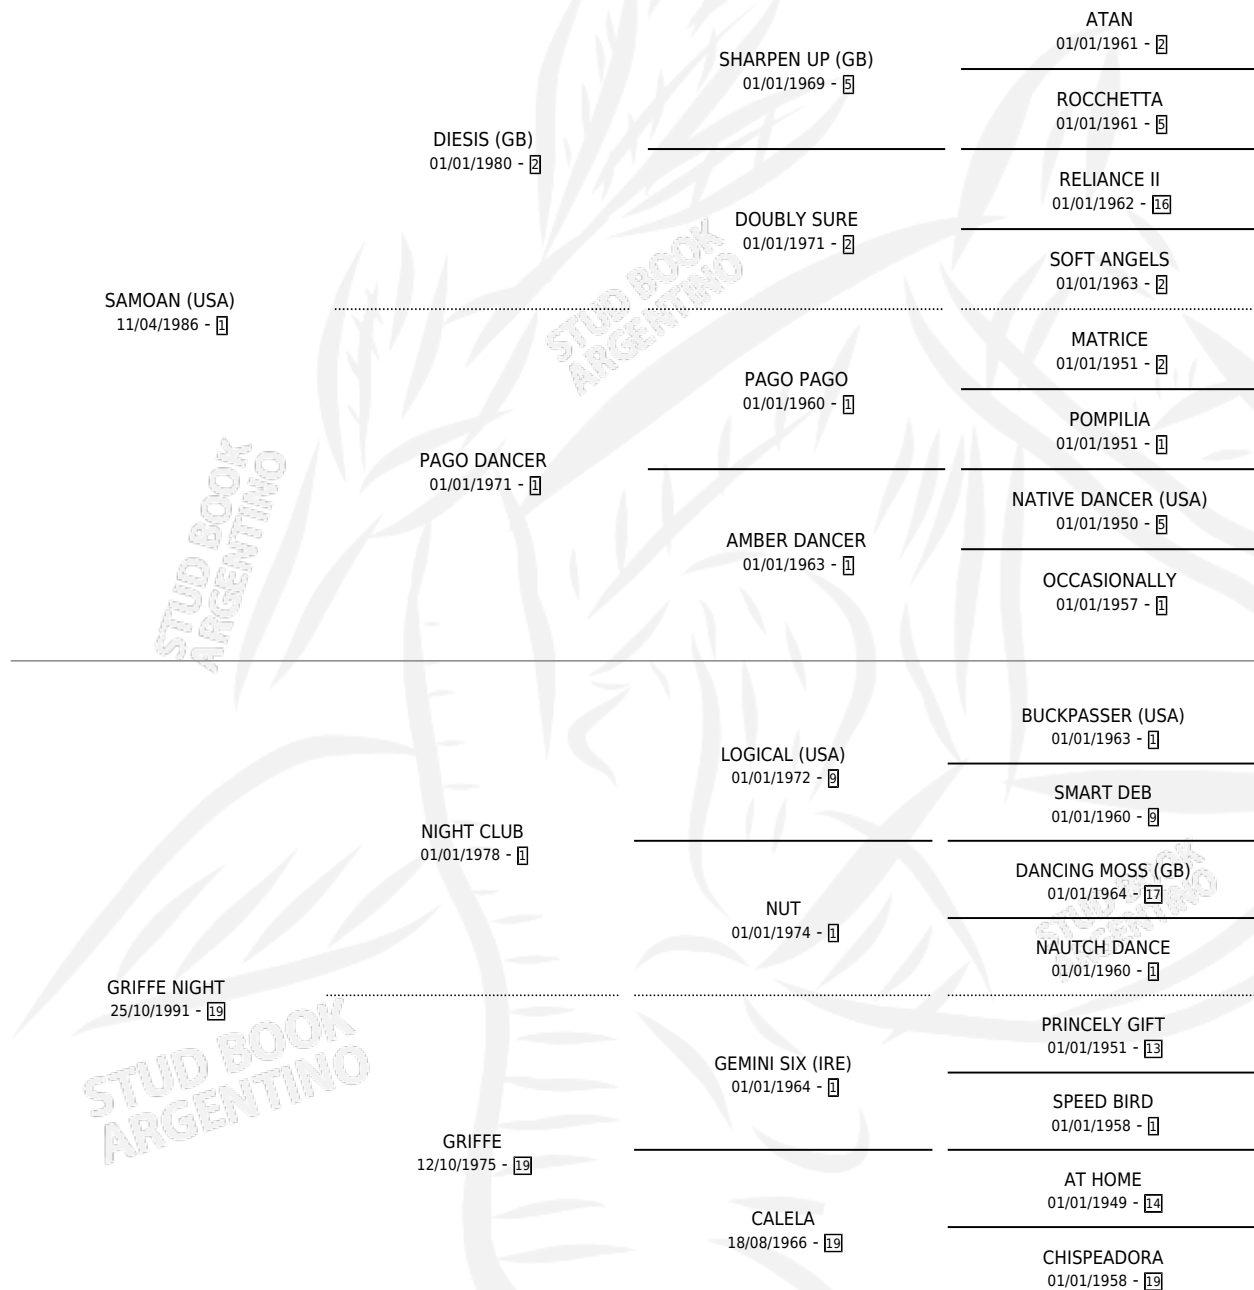 ATAN
01/01/1961 - 2
SHARPEN UP (GB)
01/01/1969 - 5
ROCCHETTA
01/01/1961 - 5
DIESIS (GB)
01/01/1980 - 2
RELIANCE II
01/01/1962 - 16
DOUBLY SURE
01/01/1971 - 2
SOFT ANGELS
01/01/1963 - 2
SAMOAN (USA)
11/04/1986 - 1
MATRICE
01/01/1951 - 2
PAGO PAGO
01/01/1960 - 1
POMPILIA
01/01/1951 - 1
PAGO DANCER
01/01/1971 - 1
NATIVE DANCER (USA)
01/01/1950 - 5
AMBER DANCER
01/01/1963 - 1
OCCASIONALLY
01/01/1957 - 1
BUCKPASSER (USA)
01/01/1963 - 1
LOGICAL (USA)
01/01/1972 - 9
SMART DEB
01/01/1960 - 9
NIGHT CLUB
01/01/1978 - 1
DANCING MOSS (GB)
01/01/1964 - 17
NUT
01/01/1974 - 1
NAUTCH DANCE
01/01/1960 - 1
GRIFFE NIGHT
25/10/1991 - 19
PRINCELY GIFT
01/01/1951 - 13
GEMINI SIX (IRE)
01/01/1964 - 1
SPEED BIRD
01/01/1958 - 1
GRIFFE
12/10/1975 - 19
AT HOME
01/01/1949 - 14
CALELA
18/08/1966 - 19
CHISPEADORA
01/01/1958 - 19
STUD BOOK
ARGENTINO
STUD BOOK
ARGENTINO
STUD BOOK
ARGENTINO
STUD BOOK
ARGENTINO